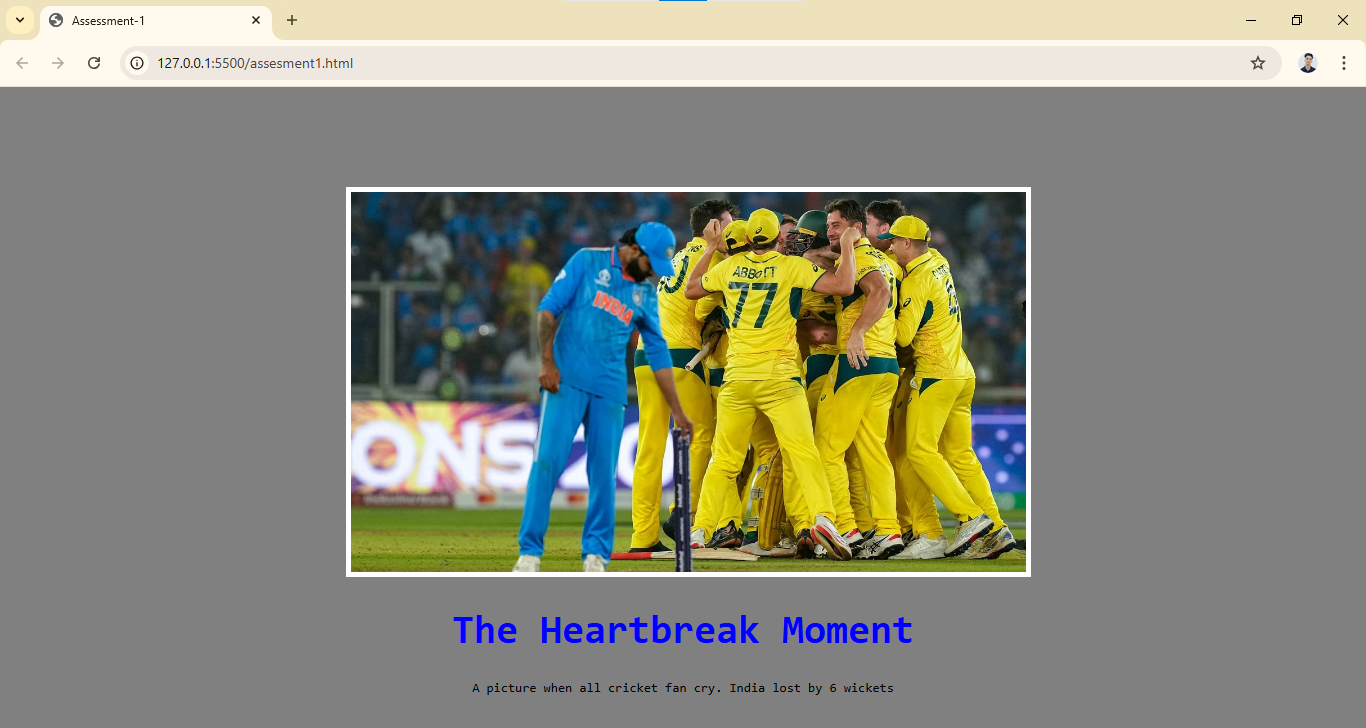 Assessment-1
127.0.0.1:5500/assesment1.html
INDIA
ABBOTT
77
ONS 20
The Heartbreak Moment
A picture when all cricket fan cry. India lost by 6 wickets